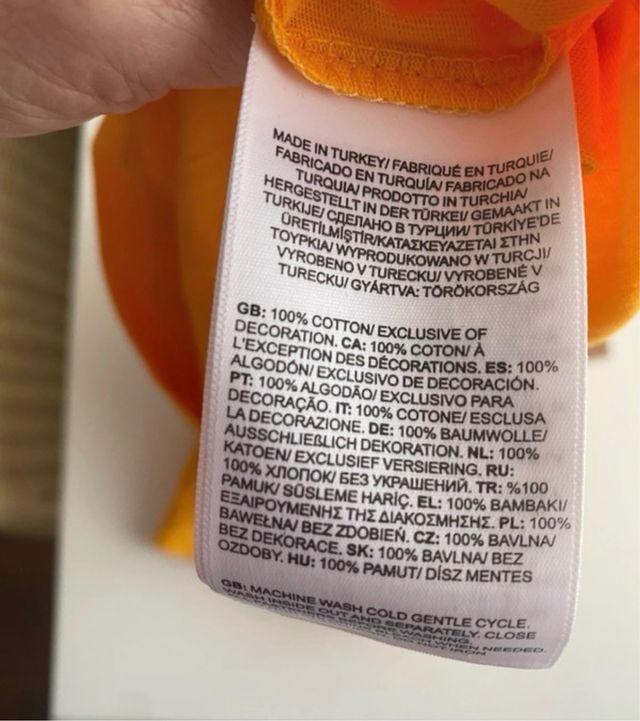 MADE IN TURKEY/ FABRIQUÉ EN TURQUIE/
FABRICADO EN TURQUÍA/ FABRICADO NA
TURQUIA/ PRODOTTO IN TURCHIA/
HERGESTELLT IN DER TÜRKEI/ GEMAAKT IN
TURKIJE/ СДЕЛАНО В ТУРЦИИ/ TÜRKİYE'DE
ÜRETİLMİŞTİR/ΚΑΤΑΣΚΕΥΑΖΕΤΑΙ ΣΤΗΝ
ΤΟΥΡΚΙΑ/ WYPRODUKOWANO W TURCJI/
VYROBENO V TURECKU/ VYROBENÉ V
TURECKU/ GYÁRTVA: TÖRÖKORSZÁG
GB: 100% COTTON/ EXCLUSIVE OF
DECORATION. CA: 100% COTON/ À
L'EXCEPTION DES DÉCORATIONS. ES: 100%
ALGODÓN/ EXCLUSIVO DE DECORACIÓN.
PT: 100% ALGODÃO/ EXCLUSIVO PARA
DECORAÇÃO. IT: 100% COTONE/ ESCLUSA
LA DECORAZIONE. DE: 100% BAUMWOLLE/
AUSSCHLIEßLICH DEKORATION. NL: 100%
KATOEN/ EXCLUSIEF VERSIERING. RU:
100% ХЛОПОК/ БЕЗ УКРАШЕНИЙ. TR: %100
PAMUK/ SÜSLEME HARİÇ. EL: 100% ΒΑΜΒΑΚΙ/
ΕΞΑΙΡΟΥΜΕΝΗΣ ΤΗΣ ΔΙΑΚΟΣΜΗΣΗΣ. PL: 100%
BAWEŁNA/ BEZ ZDOBIEŃ. CZ: 100% BAVLNA/
BEZ DEKORACE. SK: 100% BAVLNA/ BEZ
OZDOBY. HU: 100% PAMUT/ DÍSZ MENTES
GB: MACHINE WASH COLD GENTLE CYCLE.
WASH INSIDE OUT AND SEPARATELY. CLOSE
BEFORE WASHING.
WHEN NEEDED.
NOT IRON